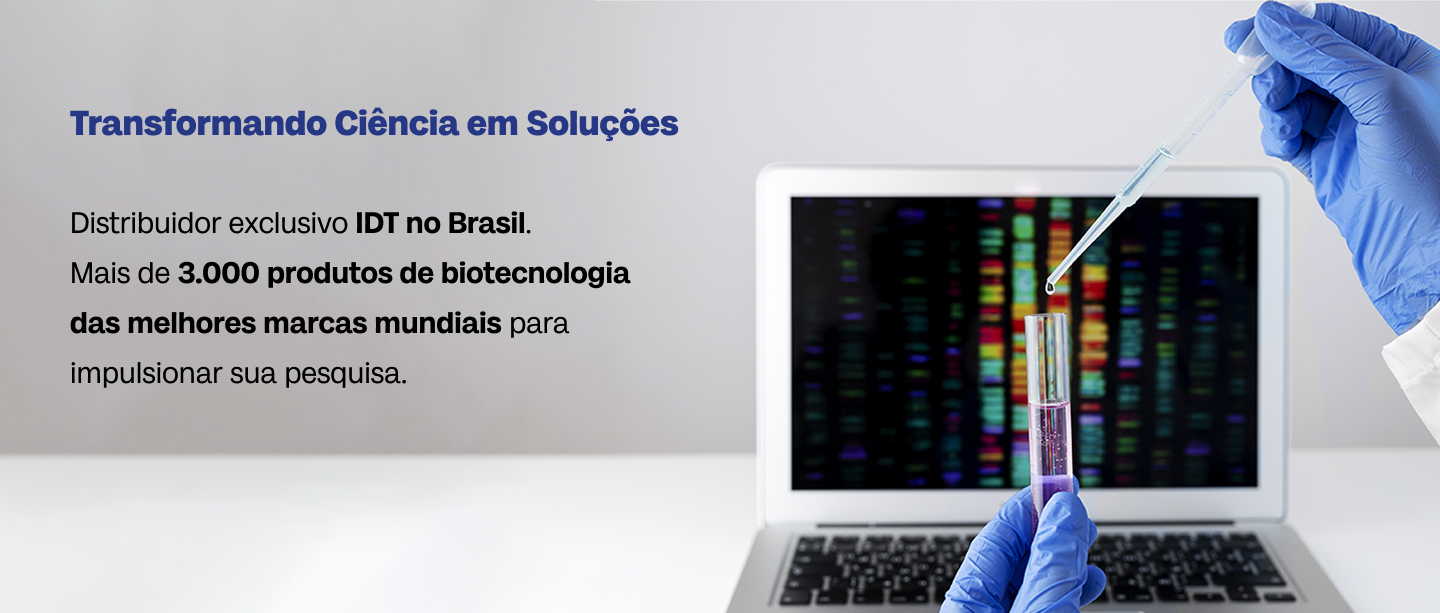 Transformando Ciência em Soluções
Distribuidor exclusivo IDT no Brasil.
Mais de 3.000 produtos de biotecnologia
das melhores marcas mundiais para
impulsionar sua pesquisa.